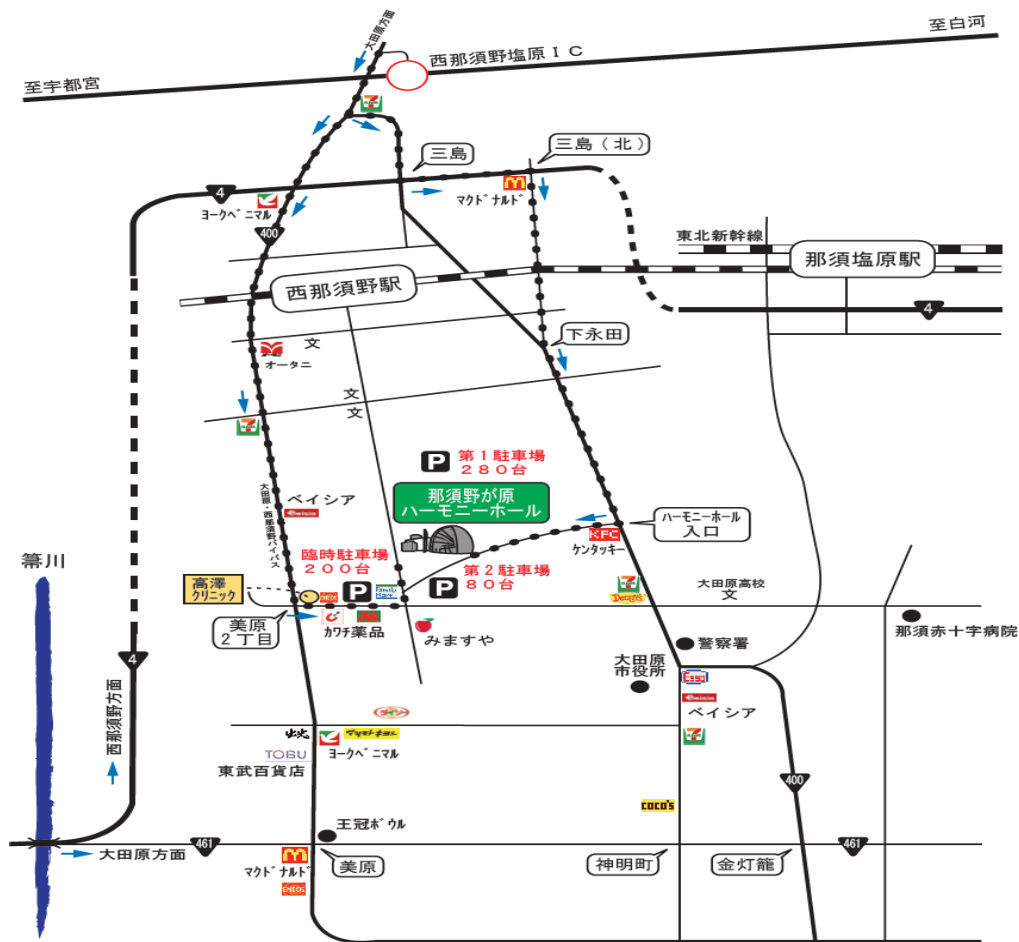 大田原方面
至白河
西那須野塩原ＩＣ
至宇都宮
三島
三島（北）
4
ヨークベニマル
マクドナルド
400
東北新幹線
那須塩原駅
西那須野駅
4
下永田
文
オータニ
文
文
P
第１駐車場
２８０台
那須野が原
ハーモニーホール
大田原・西那須野バイパス
ベイシア
ハーモニーホール
入口
KFC
ケンタッキー
箒川
臨時駐車場
２００台
第２駐車場
８０台
P
P
高澤
クリニック
ENEOS
Family
Denny's
大田原高校
文
美原
２丁目
カワチ薬品
みますや
那須赤十字病院
警察署
大田原
市役所
Esso
ベイシア
4
西那須野方面
TOBU
東武百貨店
ヨークベニマル
400
COCO'S
王冠ボウル
大田原方面
461
マクドナルド
ENEOS
美原
神明町
金灯籠
461